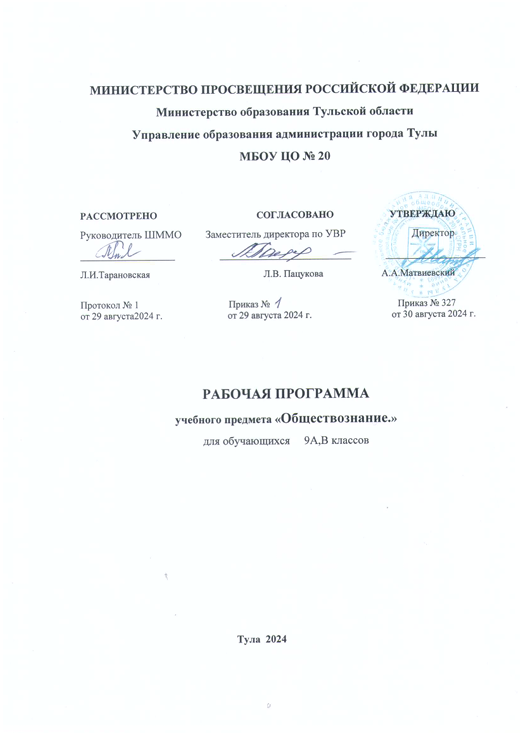 МИНИСТЕРСТВО ПРОСВЕЩЕНИЯ РОССИЙСКОЙ ФЕДЕРАЦИИ
Министерство образования Тульской области
Управление образования администрации города Тулы
МБОУ ЦО № 20
РАССМОТРЕНО СОГЛАСОВАНО УТВЕРЖДАЮ
Руководитель ШММО Заместитель директора по УВР Директор
Л.И.Тарановская Л.В. Пацукова А.А.Матвиевский
Протокол № 1 Приказ № 1 Приказ № 327
от 29 августа2024 г. от 29 августа 2024 г. от 30 августа 2024 г.
РАБОЧАЯ ПРОГРАММА
учебного предмета «Обществознание.»
для обучающихся 9А,В классов
Тула 2024